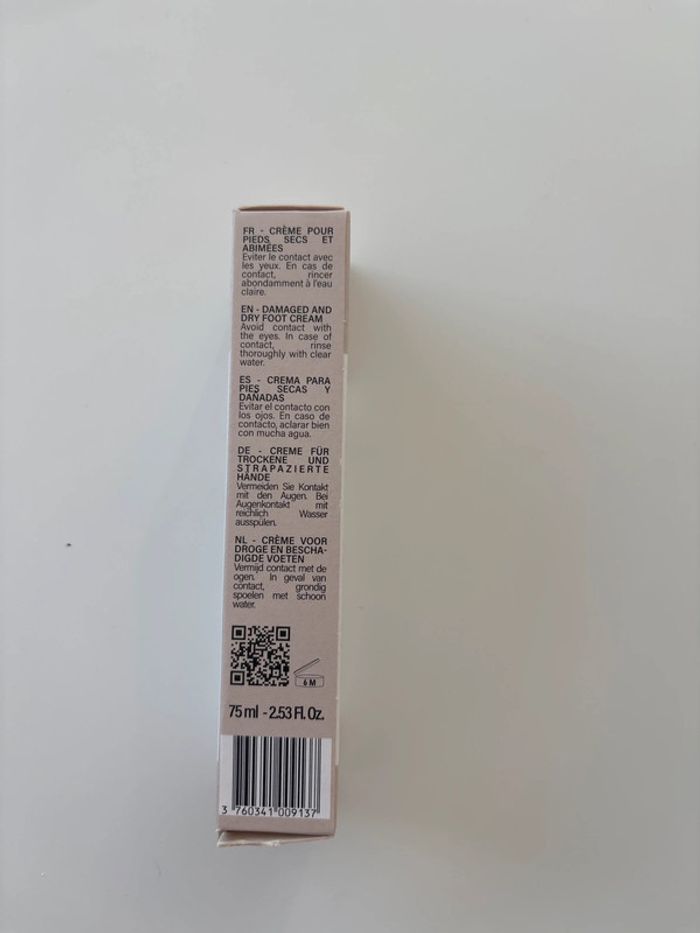 FR - CRÈME POUR
PIEDS SECS ET
ABIMÉES
Eviter le contact avec
les yeux. En cas de
contact, rincer
abondamment à l'eau
claire.
EN - DAMAGED AND
DRY FOOT CREAM
Avoid contact with
the eyes. In case of
contact, rinse
thoroughly with clear
water.
ES - CREMA PARA
PIES SECAS Y
DAÑADAS
Evitar el contacto con
los ojos. En caso de
contacto, aclarar bien
con mucha agua.
DE - CREME FÜR
TROCKENE UND
STRAPAZIERTE
HÄNDE
Vermeiden Sie Kontakt
mit den Augen. Bei
Augenkontakt mit
reichlich Wasser
ausspülen.
NL - CRÈME VOOR
DROGE EN BESCHA-
DIGDE VOETEN
Vermijd contact met de
ogen. In geval van
contact, grondig
spoelen met schoon
water.
6 M
75 ml - 2.53 Fl. Oz.
3 760341 009137